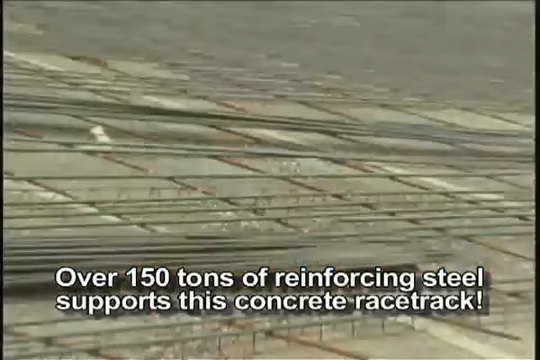 Over 150 tons of reinforcing steel
supports this concrete racetrack!